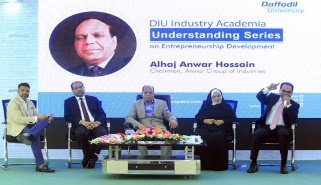 Daffodil
University
DIU Industry Academia
Understanding Series
on Entrepreneurship Development
Alhaj Anwar Hossain
Chairman, Anwar Group of Industries